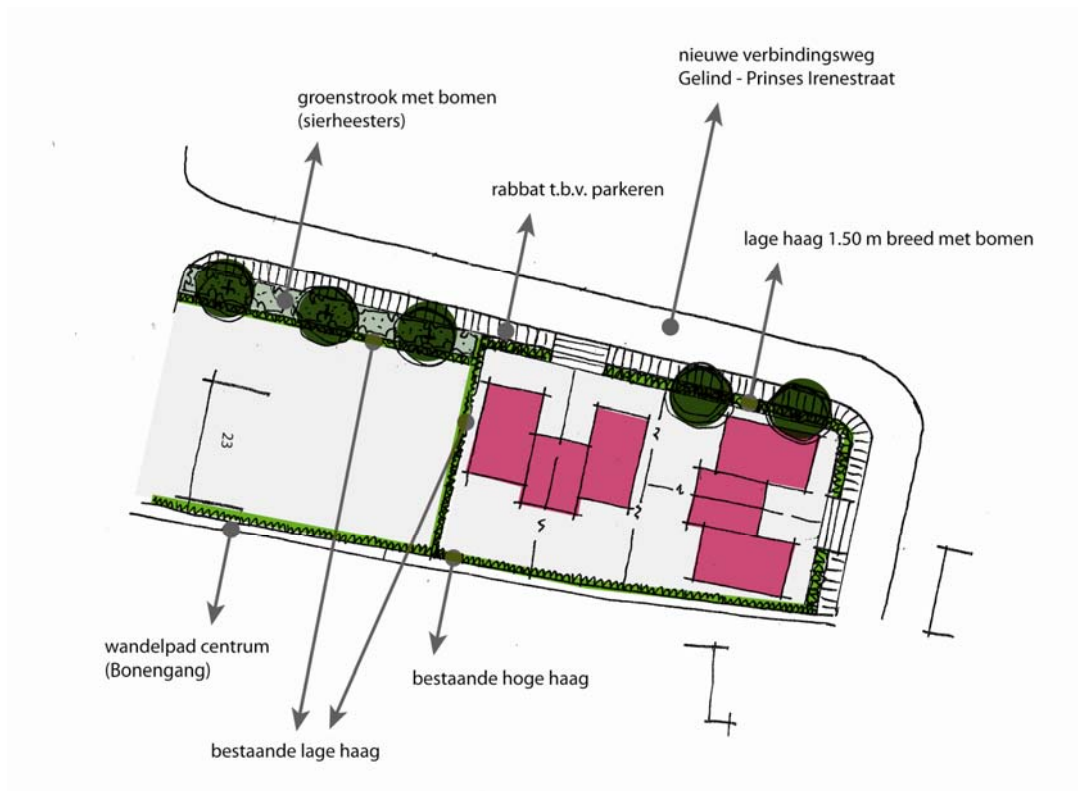 nieuwe verbindingsweg
Gelind - Prinses Irenestraat
groenstrook met bomen
(sierheesters)
rabbat t.b.v. parkeren
lage haag 1.50 m breed met bomen
23
5
wandelpad centrum
(Bonengang)
bestaande hoge haag
bestaande lage haag